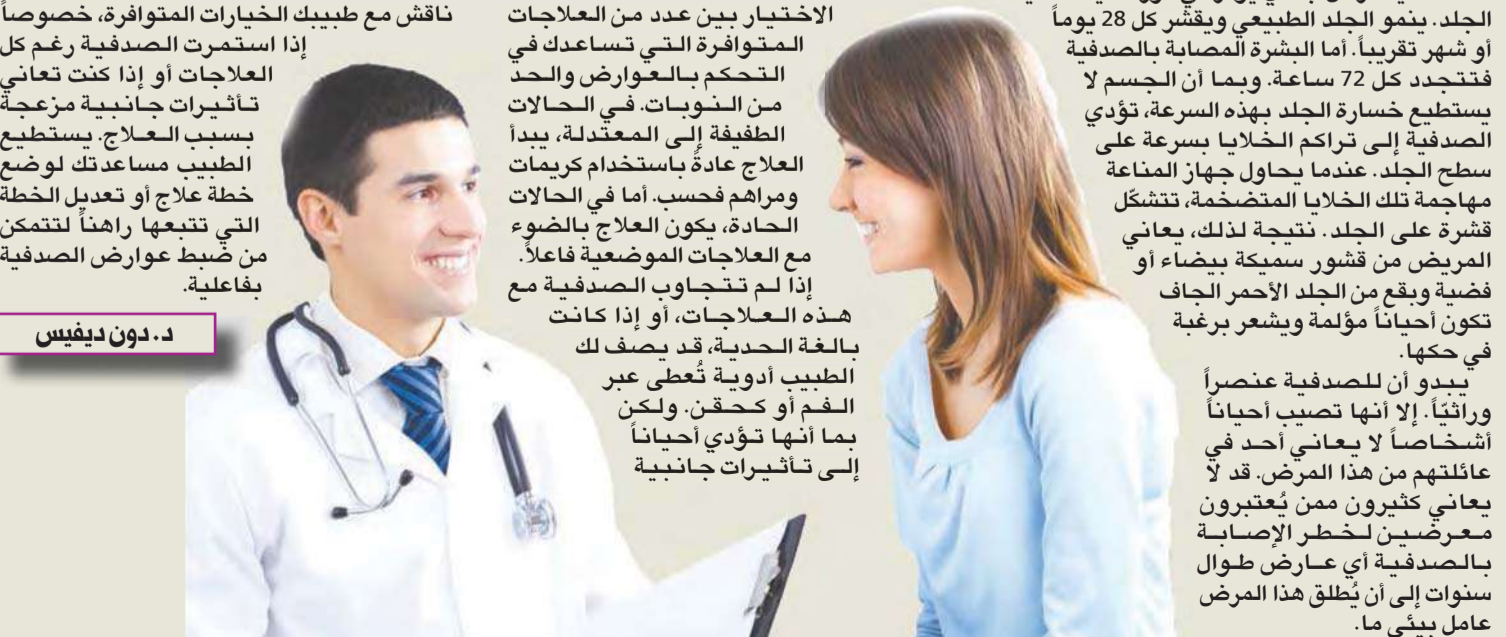 الجلد. ينمو الجلد الطبيعي ويقشر كل 28 يوماً
أو شهر تقريباً. أما البشرة المصابة بالصدفية
فتتجدد كل 72 ساعة. وبما أن الجسم لا
يستطيع خسارة الجلد بهذه السرعة، تؤدي
الصدفية إلى تراكم الخلايا بسرعة على
سطح الجلد. عندما يحاول جهاز المناعة
مهاجمة تلك الخلايا المتضخمة، تتشكّل
قشرة على الجلد. نتيجة لذلك، يعاني
المريض من قشور سميكة بيضاء أو
فضية وبقع من الجلد الأحمر الجاف
تكون أحياناً مؤلمة ويشعر برغبة
في حكها.
يبدو أن للصدفية عنصراً
وراثيّاً. إلا أنها تصيب أحياناً
أشخاصاً لا يعاني أحد في
عائلتهم من هذا المرض. قد لا
يعاني كثيرون ممن يُعتبرون
معرضين لخطر الإصابة
بالصدفية أي عارض طوال
سنوات إلى أن يُطلق هذا المرض
عامل بيئي ما.
الاختيار بين عدد من العلاجات
المتوافرة التي تساعدك في
التحكم بالعوارض والحد
من النوبات. في الحالات
الطفيفة إلى المعتدلة، يبدأ
العلاج عادةً باستخدام كريمات
ومراهم فحسب. أما في الحالات
الحادة، يكون العلاج بالضوء
مع العلاجات الموضعية فاعلاً.
إذا لم تتجاوب الصدفية مع
هذه العلاجات، أو إذا كانت
بالغة الحدية، قد يصف لك
الطبيب أدوية تُعطى عبر
الفم أو كحقن. ولكن
بما أنها تؤدي أحياناً
إلى تأثيرات جانبية
ناقش مع طبيبك الخيارات المتوافرة، خصوصاً
إذا استمرت الصدفية رغم كل
العلاجات أو إذا كنت تعاني
تأثيرات جانبية مزعجة
بسبب العلاج. يستطيع
الطبيب مساعدتك لوضع
خطة علاج أو تعديل الخطة
التي تتبعها راهناً لتتمكن
من ضبط عوارض الصدفية
بفاعلية.
د. دون ديفيس